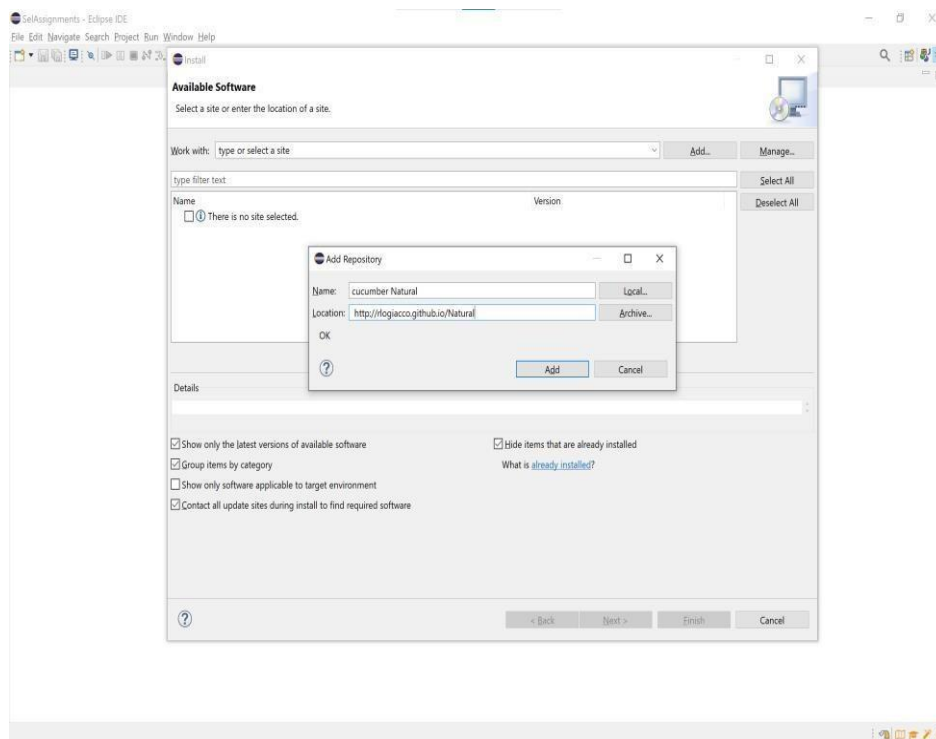 SelAssignments - Eclipse IDE
File Edit Navigate Search Project Run Window Help
Install
Available Software
Select a site or enter the location of a site.
Work with: type or select a site Add... Manage...
type filter text Select All
Name Version Deselect All
There is no site selected.
Add Repository
Name: cucumber Natural Local...
Location: http://rlogiacco.github.io/Natural Archive...
OK
Add Cancel
Details
Show only the latest versions of available software Hide items that are already installed
Group items by category What is already installed?
Show only software applicable to target environment
Contact all update sites during install to find required software
< Back Next > Finish Cancel